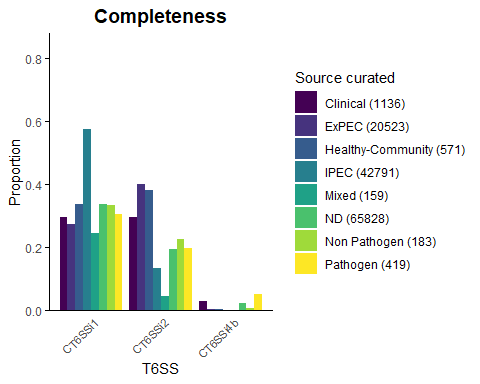 Completeness
Proportion
0.8
0.6
0.4
0.2
0.0
CT6SSi1
CT6SSi2
CT6SSi4b
T6SS
Source curated
Clinical (1136)
ExPEC (20523)
Healthy-Community (571)
IPEC (42791)
Mixed (159)
ND (65828)
Non Pathogen (183)
Pathogen (419)